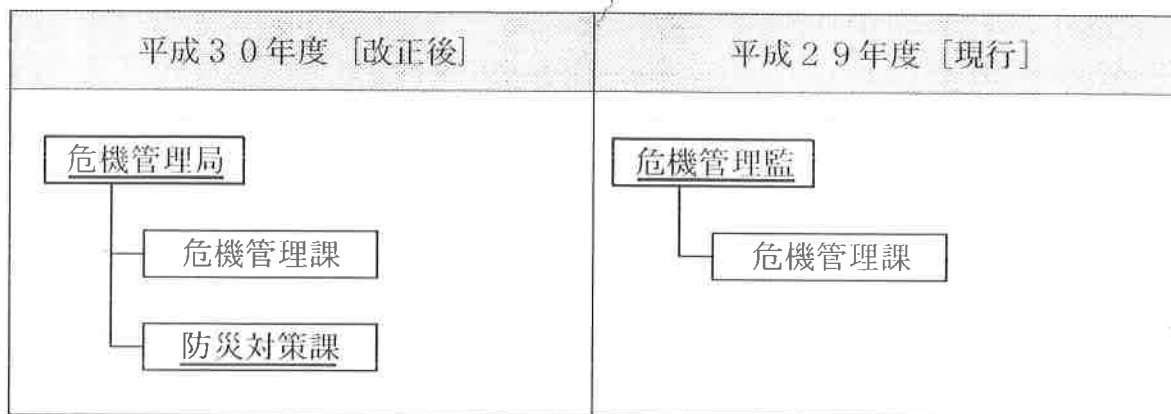 平成３０年度［改正後］
平成２９年度［現行］
危機管理局
危機管理課
防災対策課
危機管理監
危機管理課